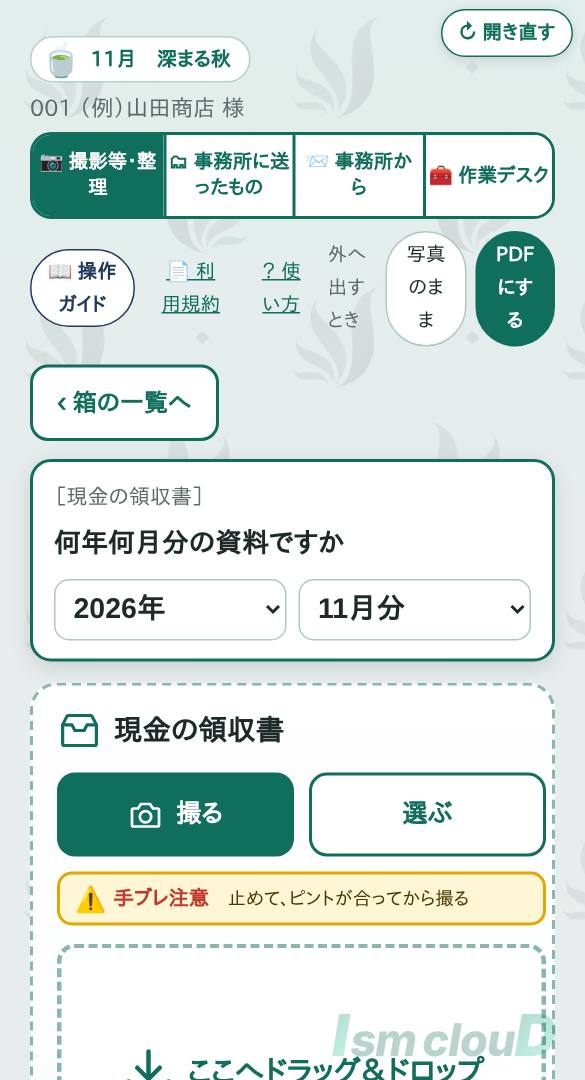 開き直す
11月 深まる秋
001 (例)山田商店 様
撮影等・整
理
事務所に送
ったもの
事務所か
ら
作業デスク
操作
ガイド
利
用規約
? 使
い方
外へ
出す
とき
写真
のま
ま
PDF
にす
る
‹ 箱の一覧へ
［現金の領収書］
何年何月分の資料ですか
2026年
11月分
現金の領収書
撮る
選ぶ
手ブレ注意 止めて、ピントが合ってから撮る
Ism clouD
ここへドラッグ&ドロップ